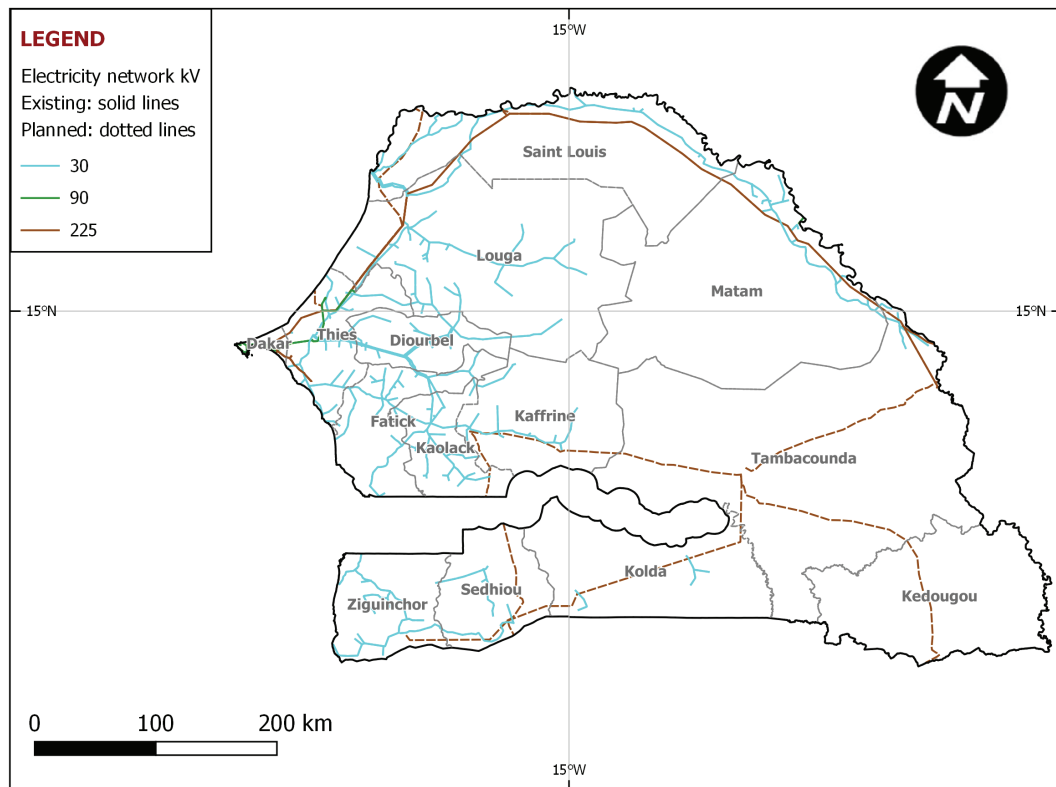 15°W
LEGEND
Electricity network kV
Existing: solid lines
Planned: dotted lines
30
90
225
N
Saint Louis
Louga
Matam
15°N
15°N
Thies
Dakar
Diourbel
Fatick
Kaffrine
Kaolack
Tambacounda
Kolda
Sedhiou
Ziguinchor
Kedougou
0 100 200 km
15°W